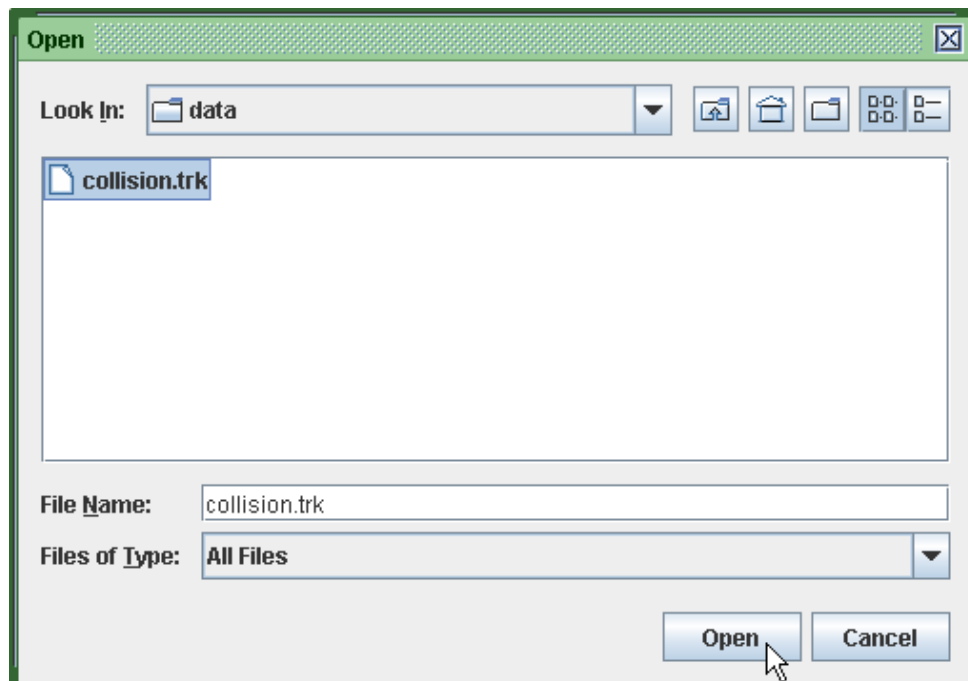 Open
Look In: data
collision.trk
File Name: collision.trk
Files of Type: All Files
Open Cancel